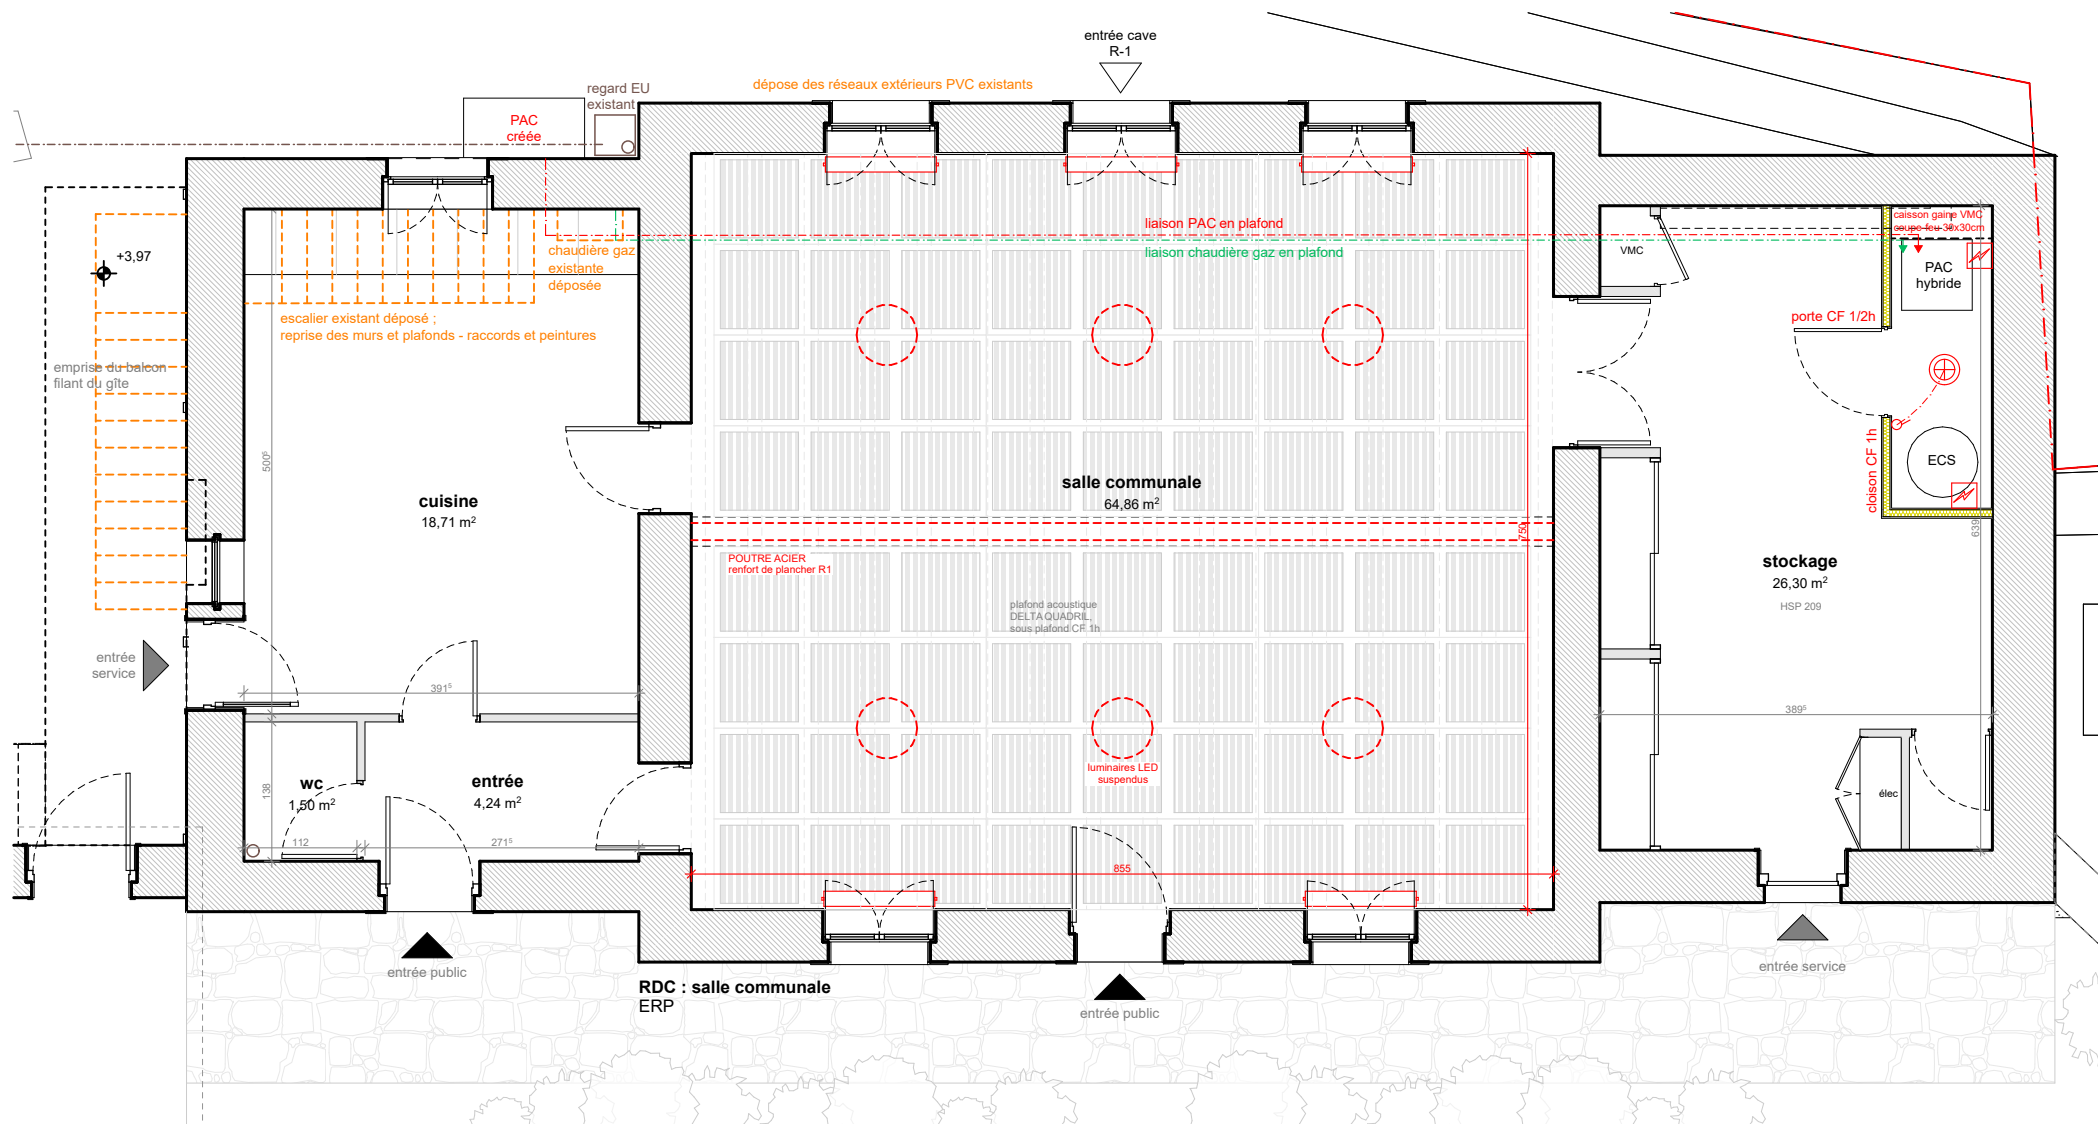 entrée cave
R-1
dépose des réseaux extérieurs PVC existants
regard EU
existant
PAC
créée
liaison PAC en plafond
liaison chaudière gaz en plafond
caisson gaine VMC
coupe-feu 30x30cm
VMC
PAC
hybride
+3,97
chaudière gaz
existante
déposée
escalier existant déposé ;
reprise des murs et plafonds - raccords et peintures
porte CF 1/2h
emprise du balcon
filant du gîte
500⁵
cuisine
18,71 m²
salle communale
64,86 m²
750
cloison CF 1h
ECS
639
POUTRE ACIER
renfort de plancher R1
stockage
26,30 m²
HSP 209
plafond acoustique
DELTA QUADRIL,
sous plafond CF 1h
entrée
service
391⁵
389⁵
luminaires LED
suspendus
wc
1,50 m²
entrée
4,24 m²
138
élec
112
271⁵
855
entrée public
RDC : salle communale
ERP
entrée public
entrée service